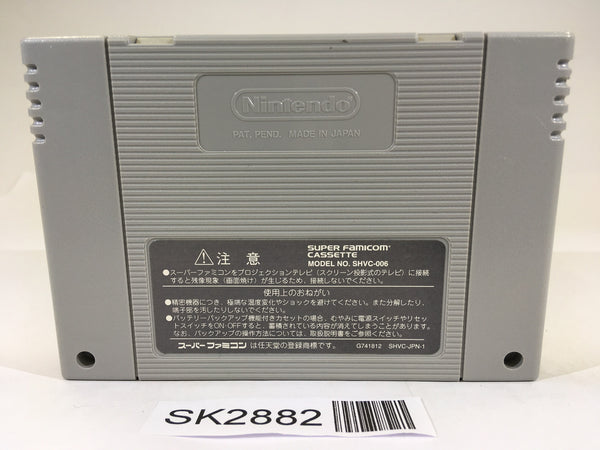 Nintendo
PAT. PEND. MADE IN JAPAN
⚠注意
SUPER FAMICOM
CASSETTE
MODEL NO. SHVC-006
●スーパーファミコンをプロジェクションテレビ（スクリーン投影式のテレビ）に接続
すると残像現象（画面焼け）が生じるため、接続しないでください。
使用上のおねがい
●精密機器につき、極端な温度変化やショックを避けてください。また分解したり、
端子部を汚したりしないでください。
●バッテリーバックアップ機能付きカセットの場合、むやみに電源スイッチやリセッ
トスイッチをON・OFFすると、蓄積されている内容が消えてしまうことがあります。
なお、バックアップの操作方法については、取扱説明書をご参照ください。
スーパーファミコン は任天堂の登録商標です。 G741812 SHVC-JPN-1
SK2882